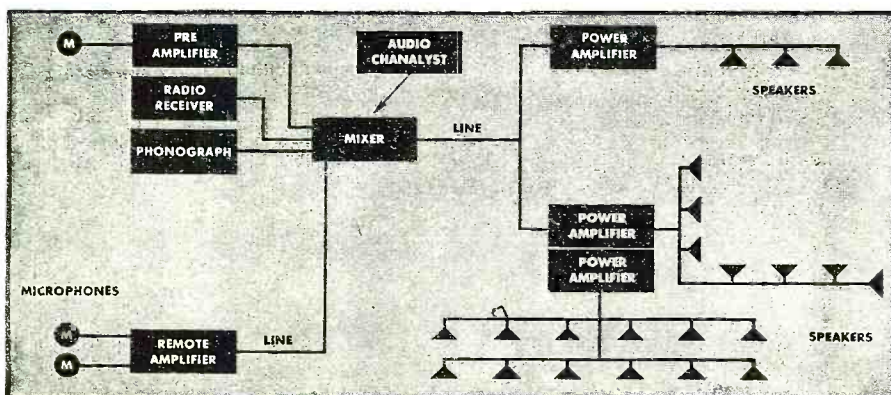 M
PRE
AMPLIFIER
RADIO
RECEIVER
PHONOGRAPH
AUDIO
CHANALYST
MIXER
LINE
POWER
AMPLIFIER
SPEAKERS
POWER
AMPLIFIER
POWER
AMPLIFIER
MICROPHONES
M
M
REMOTE
AMPLIFIER
LINE
SPEAKERS